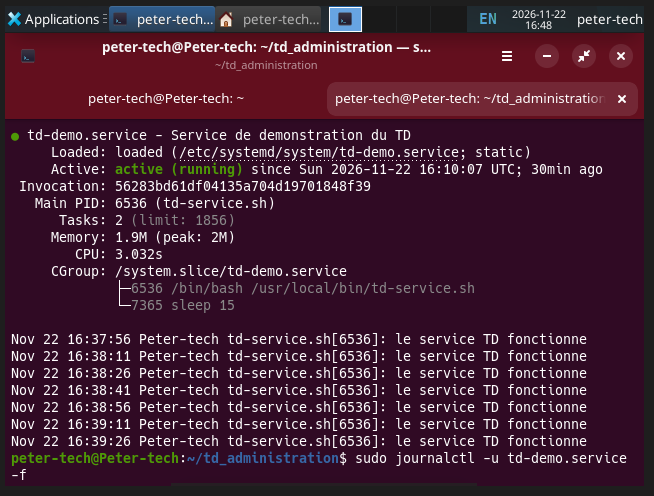 Applications
peter-tech...
peter-tech...
EN
2026-11-22
16:48
peter-tech
peter-tech@Peter-tech: ~/td_administration — s...
~/td_administration
peter-tech@Peter-tech: ~
peter-tech@Peter-tech: ~/td_administration
● td-demo.service - Service de demonstration du TD
Loaded: loaded (/etc/systemd/system/td-demo.service; static)
Active: active (running) since Sun 2026-11-22 16:10:07 UTC; 30min ago
Invocation: 56283bd61df04135a704d19701848f39
Main PID: 6536 (td-service.sh)
Tasks: 2 (limit: 1856)
Memory: 1.9M (peak: 2M)
CPU: 3.032s
CGroup: /system.slice/td-demo.service
├─6536 /bin/bash /usr/local/bin/td-service.sh
└─7365 sleep 15
Nov 22 16:37:56 Peter-tech td-service.sh[6536]: le service TD fonctionne
Nov 22 16:38:11 Peter-tech td-service.sh[6536]: le service TD fonctionne
Nov 22 16:38:26 Peter-tech td-service.sh[6536]: le service TD fonctionne
Nov 22 16:38:41 Peter-tech td-service.sh[6536]: le service TD fonctionne
Nov 22 16:38:56 Peter-tech td-service.sh[6536]: le service TD fonctionne
Nov 22 16:39:11 Peter-tech td-service.sh[6536]: le service TD fonctionne
Nov 22 16:39:26 Peter-tech td-service.sh[6536]: le service TD fonctionne
peter-tech@Peter-tech:~/td_administration$ sudo journalctl -u td-demo.service
-f